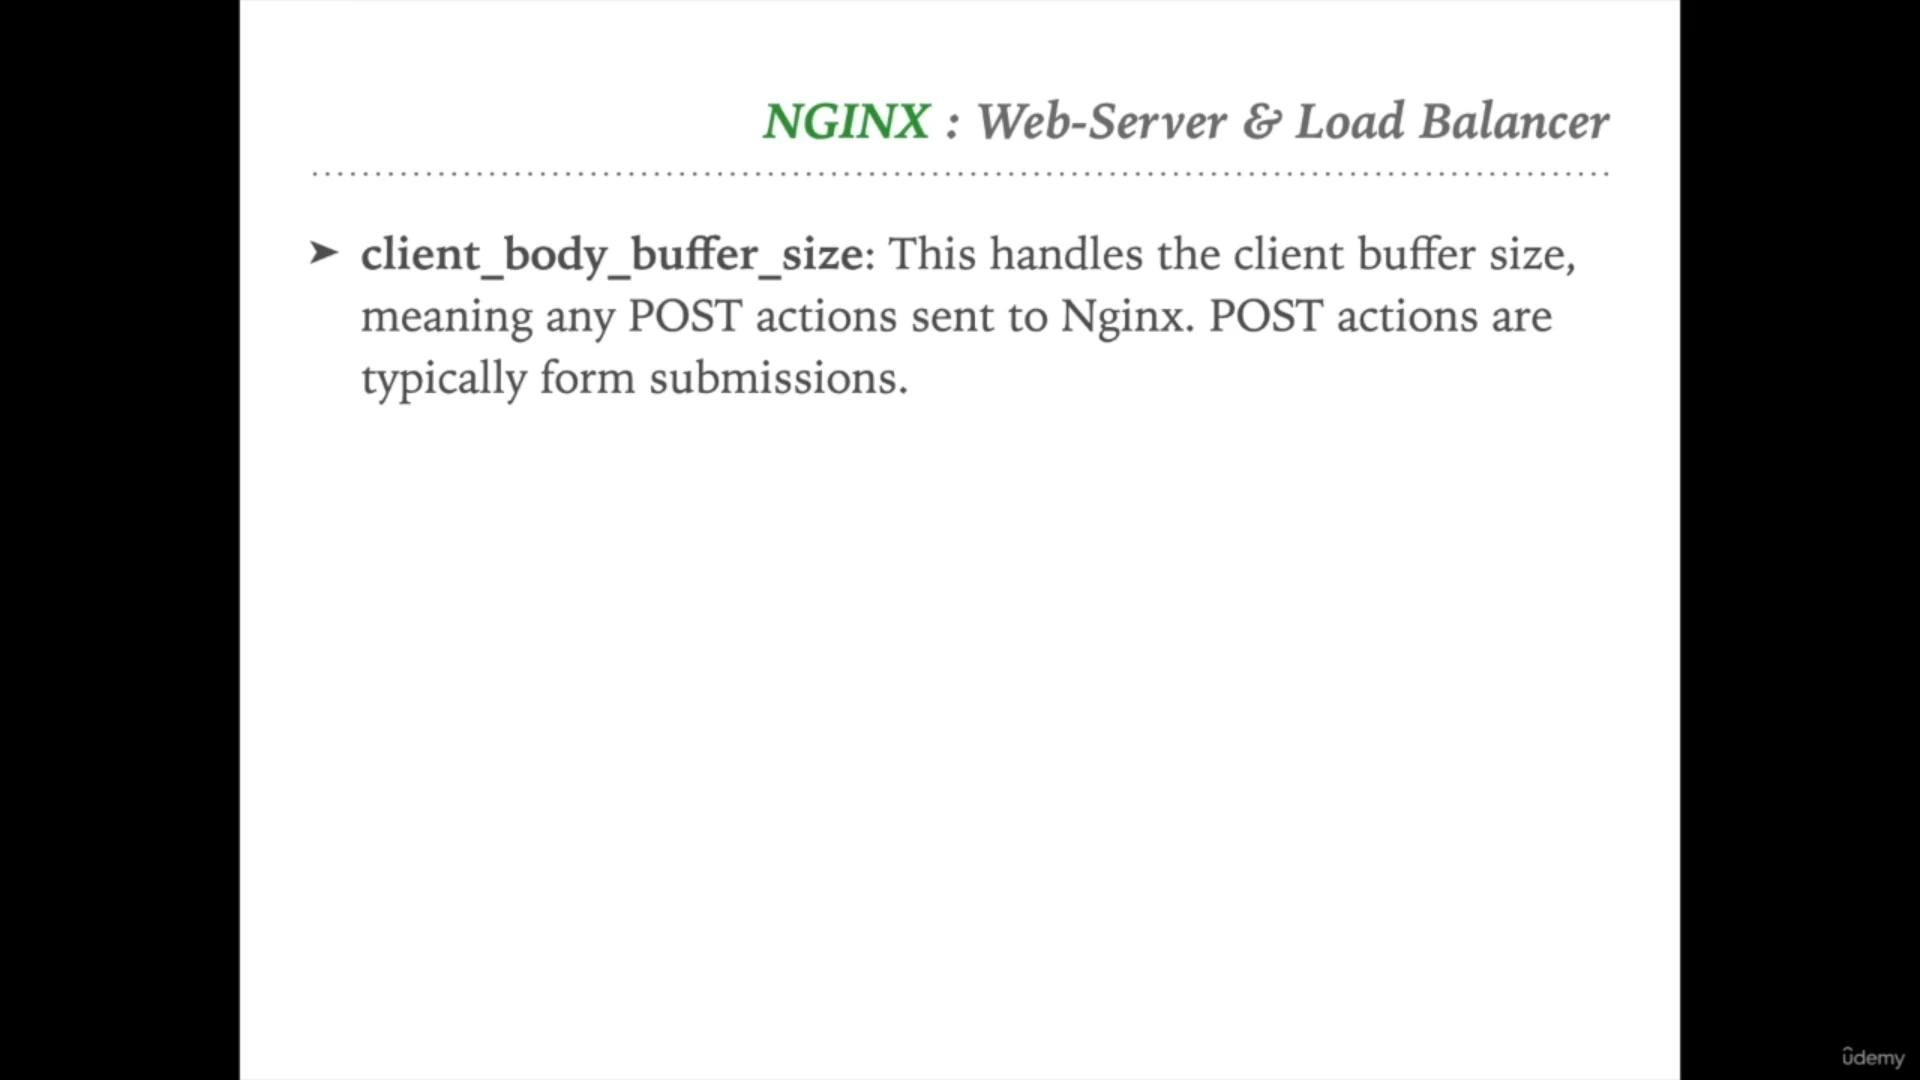 NGINX : Web-Server & Load Balancer
➤ client_body_buffer_size: This handles the client buffer size,
meaning any POST actions sent to Nginx. POST actions are
typically form submissions.
ûdemy